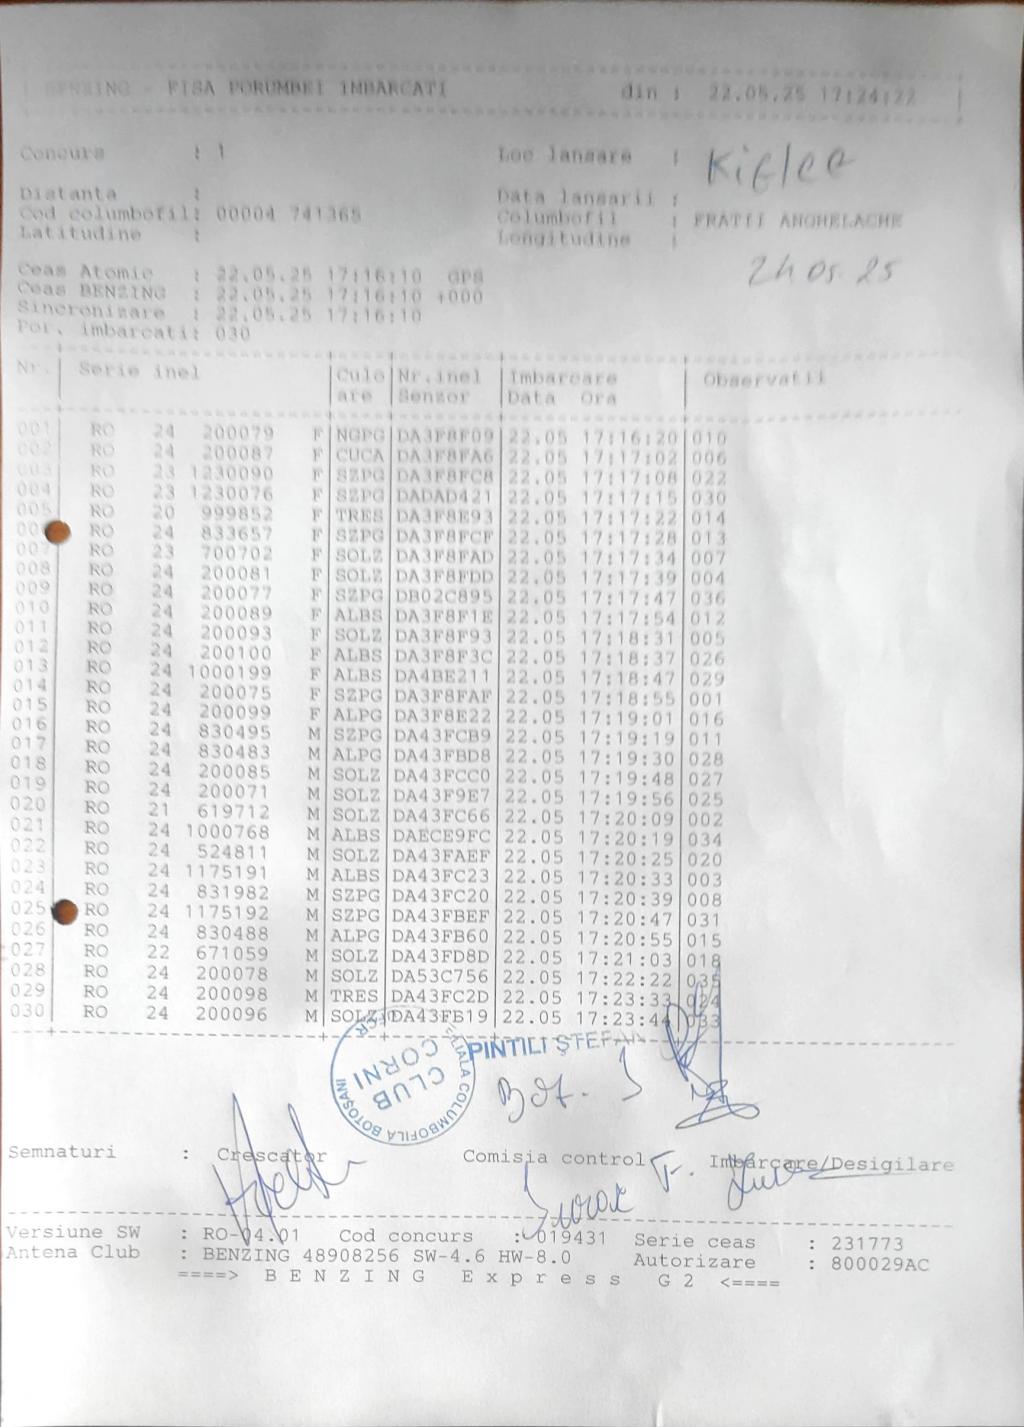 BENZING - FISA PORUMBEI IMBARCATI din : 22.05.25 17:24:22
Concurs : 1 Loc lansare : Kielce
Distanta : Data lansarii :
Cod columbofil: 00004 741365 Columbofil : FRATII ANGHELACHE
Latitudine : Longitudine :
24 05. 25
Ceas Atomic : 22.05.25 17:16:10 GPS
Ceas BENZING : 22.05.25 17:16:10 +000
Sincronizare : 22.05.25 17:16:10
Por. imbarcati: 030
Nr. Serie inel Culo Nr.inel Imbarcare Observatii
are Senzor Data Ora
001 RO 24 200079 F NGPG DA3F8F09 22.05 17:16:20 010
002 RO 24 200087 F CUCA DA3F8FA6 22.05 17:17:02 006
003 RO 23 1230090 F SZPG DA3F8FC8 22.05 17:17:08 022
004 RO 23 1230076 F SZPG DADAD421 22.05 17:17:15 030
005 RO 20 999852 F TRES DA3F8E93 22.05 17:17:22 014
006 RO 24 833657 F SZPG DA3F8FCF 22.05 17:17:28 013
007 RO 23 700702 F SOLZ DA3F8FAD 22.05 17:17:34 007
008 RO 24 200081 F SOLZ DA3F8FDD 22.05 17:17:39 004
009 RO 24 200077 F SZPG DB02C895 22.05 17:17:47 036
010 RO 24 200089 F ALBS DA3F8F1E 22.05 17:17:54 012
011 RO 24 200093 F SOLZ DA3F8F93 22.05 17:18:31 005
012 RO 24 200100 F ALBS DA3F8F3C 22.05 17:18:37 026
013 RO 24 1000199 F ALBS DA4BE211 22.05 17:18:47 029
014 RO 24 200075 F SZPG DA3F8FAF 22.05 17:18:55 001
015 RO 24 200099 F ALPG DA3F8E22 22.05 17:19:01 016
016 RO 24 830495 M SZPG DA43FCB9 22.05 17:19:19 011
017 RO 24 830483 M ALPG DA43FBD8 22.05 17:19:30 028
018 RO 24 200085 M SOLZ DA43FCC0 22.05 17:19:48 027
019 RO 24 200071 M SOLZ DA43F9E7 22.05 17:19:56 025
020 RO 21 619712 M SOLZ DA43FC66 22.05 17:20:09 002
021 RO 24 1000768 M ALBS DAECE9FC 22.05 17:20:19 034
022 RO 24 524811 M SOLZ DA43FAEF 22.05 17:20:25 020
023 RO 24 1175191 M ALBS DA43FC23 22.05 17:20:33 003
024 RO 24 831982 M SZPG DA43FC20 22.05 17:20:39 008
025 RO 24 1175192 M SZPG DA43FBEF 22.05 17:20:47 031
026 RO 24 830488 M ALPG DA43FB60 22.05 17:20:55 015
027 RO 22 671059 M SOLZ DA43FD8D 22.05 17:21:03 018
028 RO 24 200078 M SOLZ DA53C756 22.05 17:22:22 035
029 RO 24 200098 M TRES DA43FC2D 22.05 17:23:33 024
030 RO 24 200096 M SOLZ DA43FB19 22.05 17:23:44 033
FILIALA COLUMBOFILA BOTOȘANI FCR
CLUB
CORNI
PINTILI ȘTEFAN
Semnaturi : Crescator Comisia control Imbarcare/Desigilare
Versiune SW : RO-04.01 Cod concurs : 019431 Serie ceas : 231773
Antena Club : BENZING 48908256 SW-4.6 HW-8.0 Autorizare : 800029AC
====> B E N Z I N G E x p r e s s G 2 <====